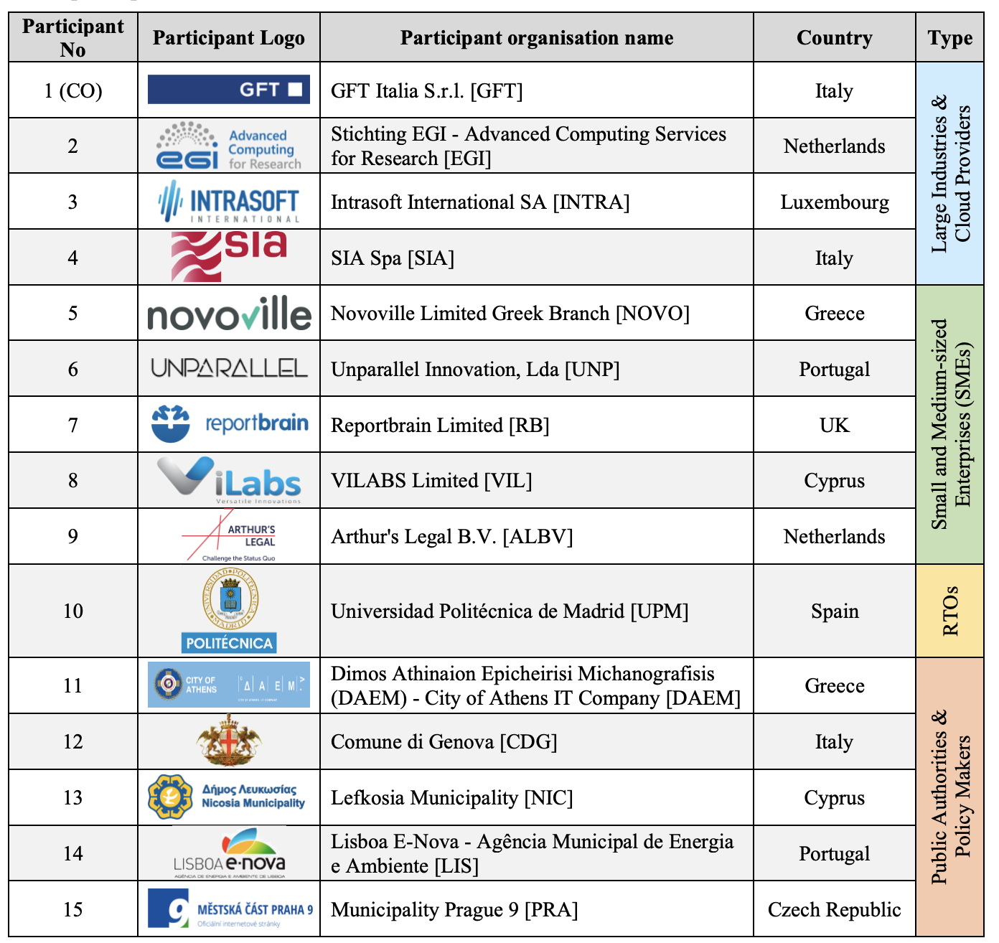 Participant No
Participant Logo
Participant organisation name
Country
Type
1 (CO)
GFT
GFT Italia S.r.l. [GFT]
Italy
Large Industries &
Cloud Providers
2
egi
Advanced
Computing
for Research
Stichting EGI - Advanced Computing Services
for Research [EGI]
Netherlands
3
INTRASOFT
INTERNATIONAL
Intrasoft International SA [INTRA]
Luxembourg
4
sia
SIA Spa [SIA]
Italy
5
novoville
Novoville Limited Greek Branch [NOVO]
Greece
Small and Medium-sized
Enterprises (SMEs)
6
UNPARALLEL
Unparallel Innovation, Lda [UNP]
Portugal
7
reportbrain
Reportbrain Limited [RB]
UK
8
ViLabs
Versatile Innovations
VILABS Limited [VIL]
Cyprus
9
ARTHUR'S
LEGAL
Challenge the Status Quo
Arthur's Legal B.V. [ALBV]
Netherlands
10
UNIVERSIDAD POLITÉCNICA
MADRID
POLITÉCNICA
Universidad Politécnica de Madrid [UPM]
Spain
RTOs
11
CITY OF
ATHENS
ΔΑΕΜ
CITY OF ATHENS IT COMPANY
Dimos Athinaion Epicheirisi Michanografisis
(DAEM) - City of Athens IT Company [DAEM]
Greece
Public Authorities &
Policy Makers
12
Comune di Genova [CDG]
Italy
13
Δήμος Λευκωσίας
Nicosia Municipality
Lefkosia Municipality [NIC]
Cyprus
14
LISBOA e·nova
AGÊNCIA DE ENERGIA E AMBIENTE DE LISBOA
Lisboa E-Nova - Agência Municipal de Energia
e Ambiente [LIS]
Portugal
15
9
MĚSTSKÁ ČÁST PRAHA 9
Oficiální internetové stránky
Municipality Prague 9 [PRA]
Czech Republic